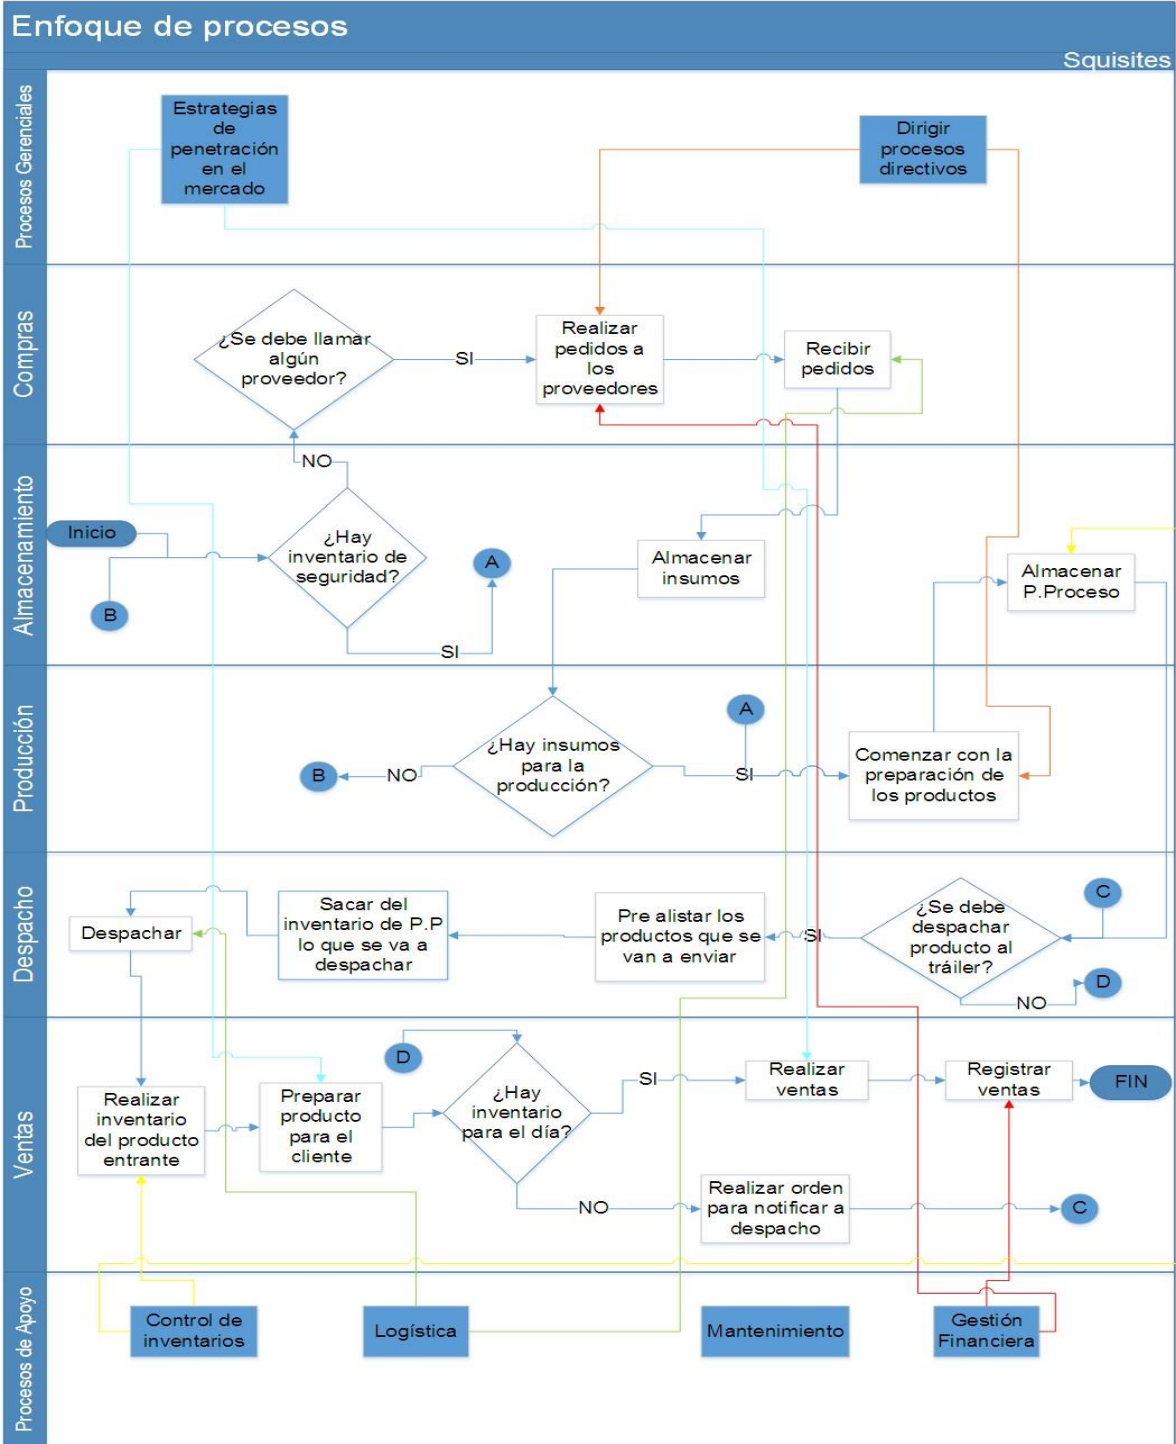 Enfoque de procesos
Squisites
Procesos Gerenciales
Estrategias
de
penetración
en el
mercado
Dirigir
procesos
directivos
Compras
¿Se debe llamar
algún
proveedor?
SI
Realizar
pedidos a
los
proveedores
Recibir
pedidos
Almacenamiento
NO
Inicio
B
¿Hay
inventario de
seguridad?
SI
A
Almacenar
insumos
Almacenar
P.Proceso
Producción
B
NO
¿Hay insumos
para la
producción?
SI
A
Comenzar con la
preparación de
los productos
Despacho
Despachar
Sacar del
inventario de P.P
lo que se va a
despachar
Pre alistar los
productos que se
van a enviar
SI
¿Se debe
despachar
producto al
tráiler?
C
NO
D
Ventas
Realizar
inventario
del producto
entrante
Preparar
producto
para el
cliente
D
¿Hay
inventario
para el día?
SI
Realizar
ventas
Registrar
ventas
FIN
NO
Realizar orden
para notificar a
despacho
C
Procesos de Apoyo
Control de
inventarios
Logística
Mantenimiento
Gestión
Financiera